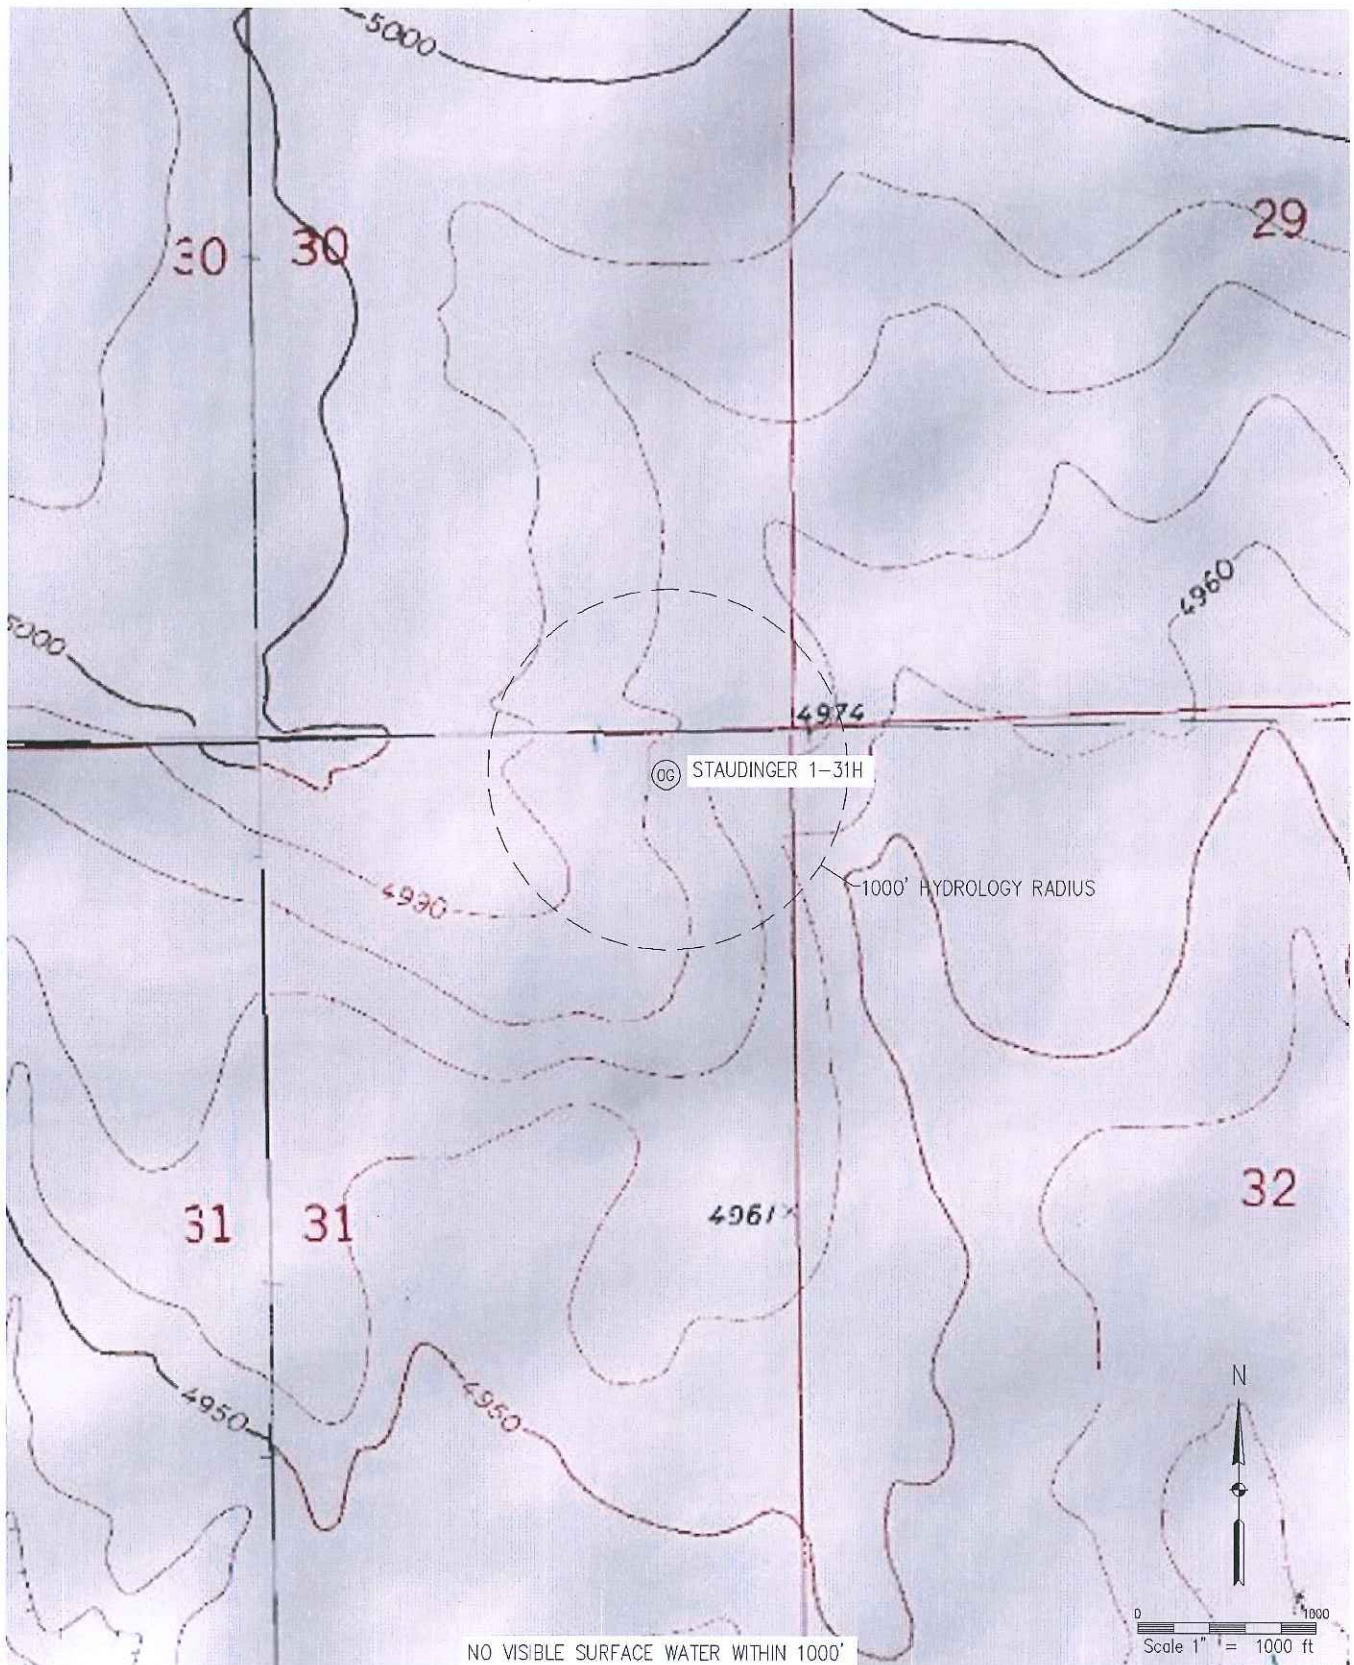 5000
29
30
30
4960
5000
4974
OG
STAUDINGER 1-31H
1000' HYDROLOGY RADIUS
4990
32
31
31
4961
N
4950
4950
0 1000
Scale 1" = 1000 ft
NO VISIBLE SURFACE WATER WITHIN 1000'